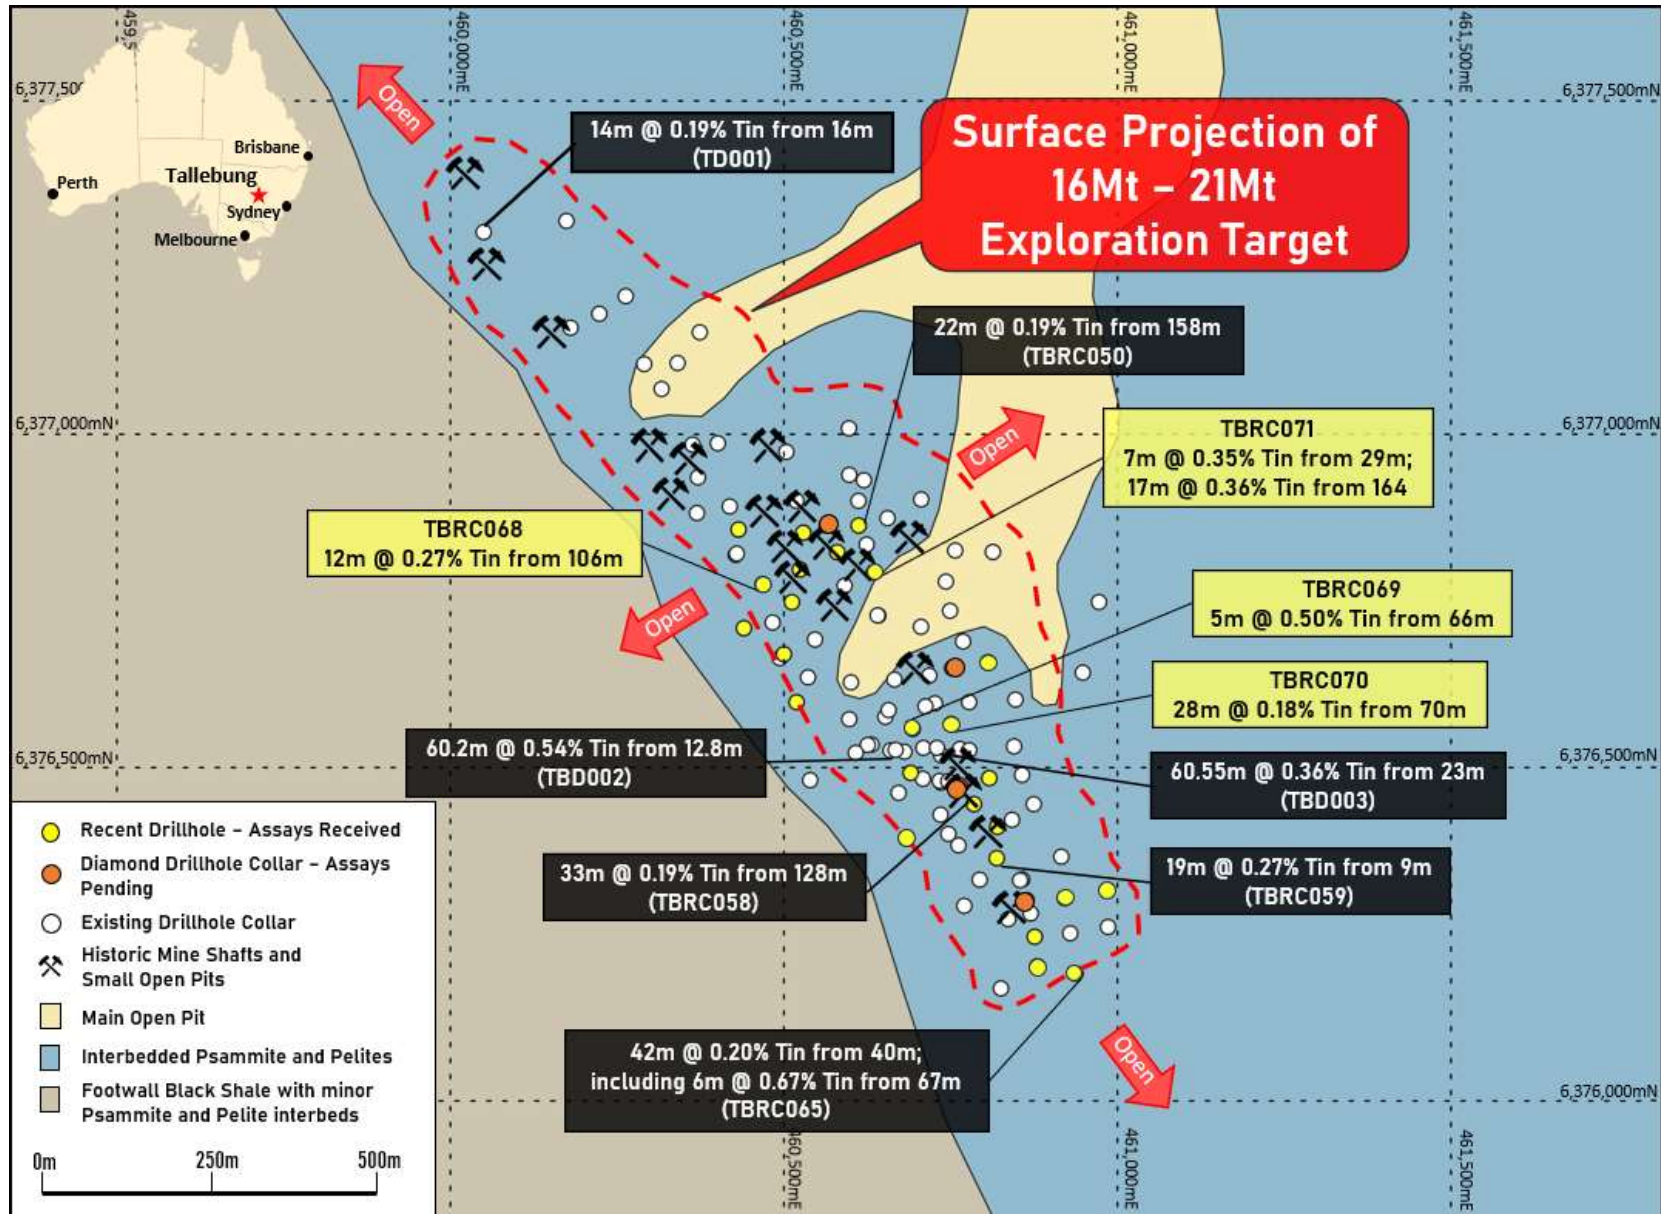 459,5
460,000mE
460,500mE
461,000mE
461,500mE
6,377,500
6,377,500mN
Brisbane
Tallebung
Perth
Sydney
Melbourne
Open
14m @ 0.19% Tin from 16m
(TD001)
Surface Projection of
16Mt – 21Mt
Exploration Target
22m @ 0.19% Tin from 158m
(TBRC050)
6,377,000mN
6,377,000mN
Open
TBRC071
7m @ 0.35% Tin from 29m;
17m @ 0.36% Tin from 164
TBRC068
12m @ 0.27% Tin from 106m
Open
TBRC069
5m @ 0.50% Tin from 66m
TBRC070
28m @ 0.18% Tin from 70m
6,376,500mN
6,376,500mN
60.2m @ 0.54% Tin from 12.8m
(TBD002)
60.55m @ 0.36% Tin from 23m
(TBD003)
33m @ 0.19% Tin from 128m
(TBRC058)
19m @ 0.27% Tin from 9m
(TBRC059)
42m @ 0.20% Tin from 40m;
including 6m @ 0.67% Tin from 67m
(TBRC065)
Open
6,376,000mN
460,500mE
461,000mE
461,500mE
Recent Drillhole – Assays Received
Diamond Drillhole Collar – Assays
Pending
Existing Drillhole Collar
Historic Mine Shafts and
Small Open Pits
Main Open Pit
Interbedded Psammite and Pelites
Footwall Black Shale with minor
Psammite and Pelite interbeds
0m 250m 500m